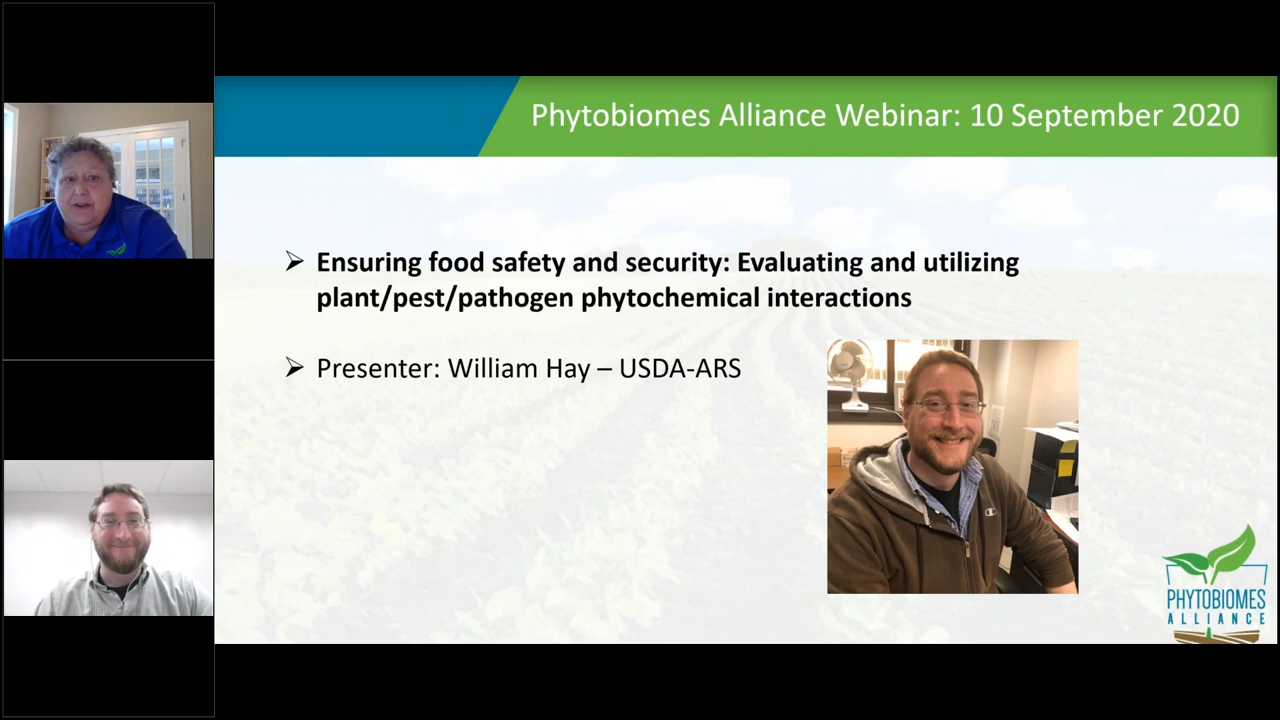 Phytobiomes Alliance Webinar: 10 September 2020
➢ Ensuring food safety and security: Evaluating and utilizing
plant/pest/pathogen phytochemical interactions
➢ Presenter: William Hay – USDA-ARS
PHYTOBIOMES
ALLIANCE